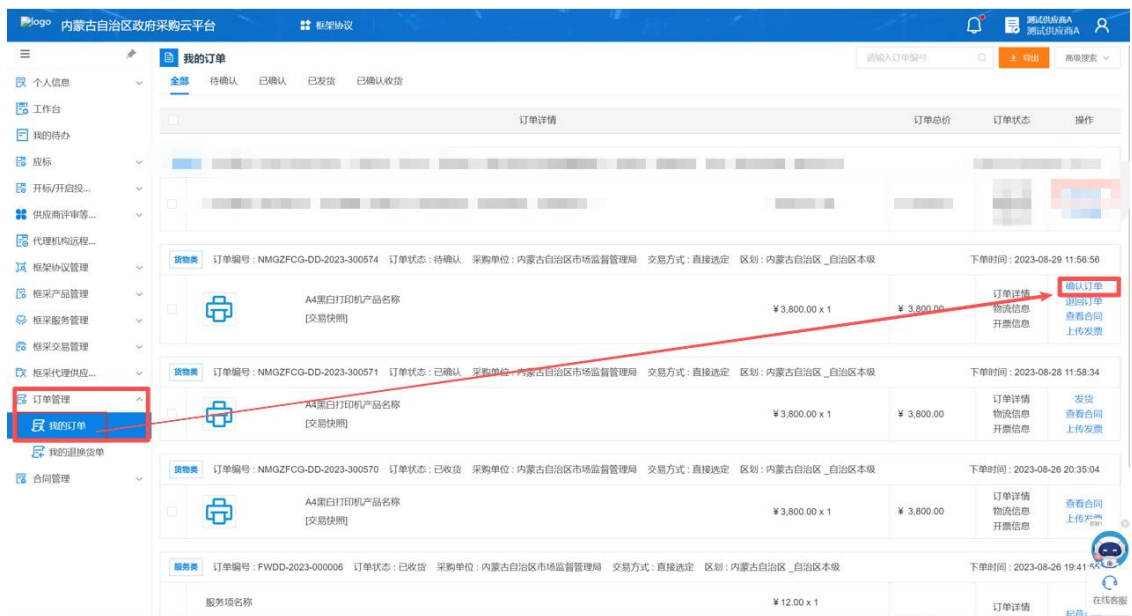 logo 内蒙古自治区政府采购云平台 框架协议 测试供应商A
测试供应商A
我的订单 请输入订单编号 导出 高级搜索
全部 待确认 已确认 已发货 已确认收货
个人信息
工作台
我的待办
应标
开标/开启投...
供应商评审等...
代理机构远程...
框架协议管理
框采产品管理
框采服务管理
框采交易管理
框采代理供应...
订单管理
我的订单
我的退换货单
合同管理
订单详情 订单总价 订单状态 操作
货物类 订单编号:NMGZFCG-DD-2023-300574 订单状态:待确认 采购单位:内蒙古自治区市场监督管理局 交易方式:直接选定 区划:内蒙古自治区_自治区本级 下单时间:2023-08-29 11:56:56
A4黑白打印机产品名称
[交易快照]
¥3,800.00 x 1 ¥ 3,800.00
订单详情
物流信息
开票信息
确认订单
退回订单
查看合同
上传发票
货物类 订单编号:NMGZFCG-DD-2023-300571 订单状态:已确认 采购单位:内蒙古自治区市场监督管理局 交易方式:直接选定 区划:内蒙古自治区_自治区本级 下单时间:2023-08-28 11:58:34
A4黑白打印机产品名称
[交易快照]
¥3,800.00 x 1 ¥ 3,800.00
订单详情
物流信息
开票信息
发货
查看合同
上传发票
货物类 订单编号:NMGZFCG-DD-2023-300570 订单状态:已收货 采购单位:内蒙古自治区市场监督管理局 交易方式:直接选定 区划:内蒙古自治区_自治区本级 下单时间:2023-08-26 20:35:04
A4黑白打印机产品名称
[交易快照]
¥3,800.00 x 1 ¥ 3,800.00
订单详情
物流信息
开票信息
查看合同
上传发票
服务类 订单编号:FWDD-2023-000006 订单状态:已收货 采购单位:内蒙古自治区市场监督管理局 交易方式:直接选定 区划:内蒙古自治区_自治区本级 下单时间:2023-08-26 19:41:55
服务项名称 ¥12.00 x 1
订单详情
在线客服